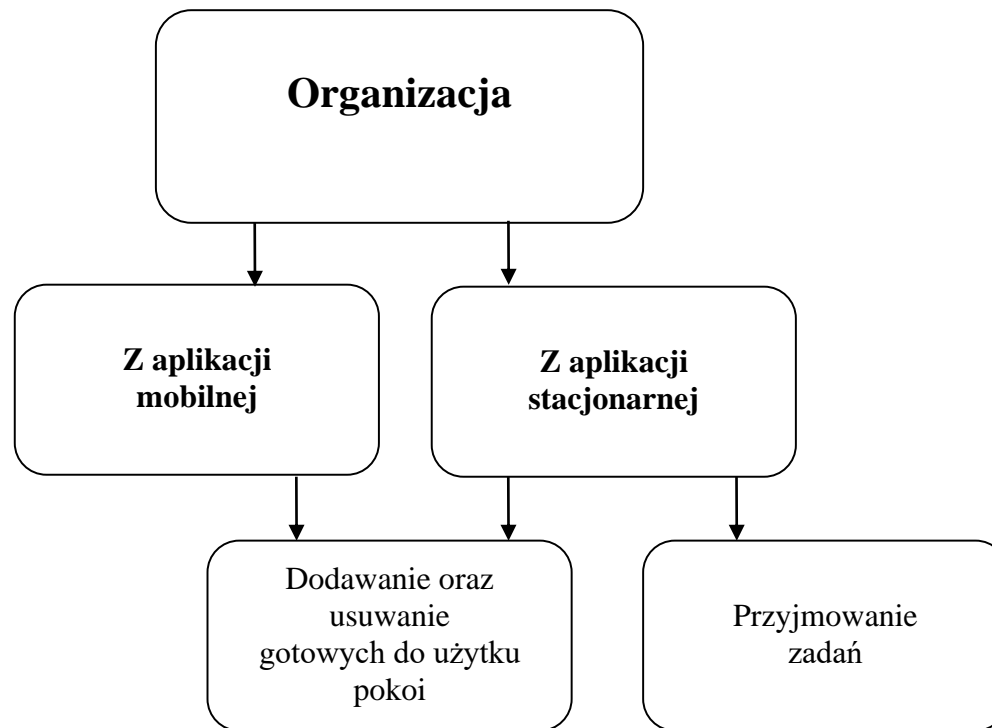 Organizacja
Z aplikacji
mobilnej
Z aplikacji
stacjonarnej
Dodawanie oraz
usuwanie
gotowych do użytku
pokoi
Przyjmowanie
zadań